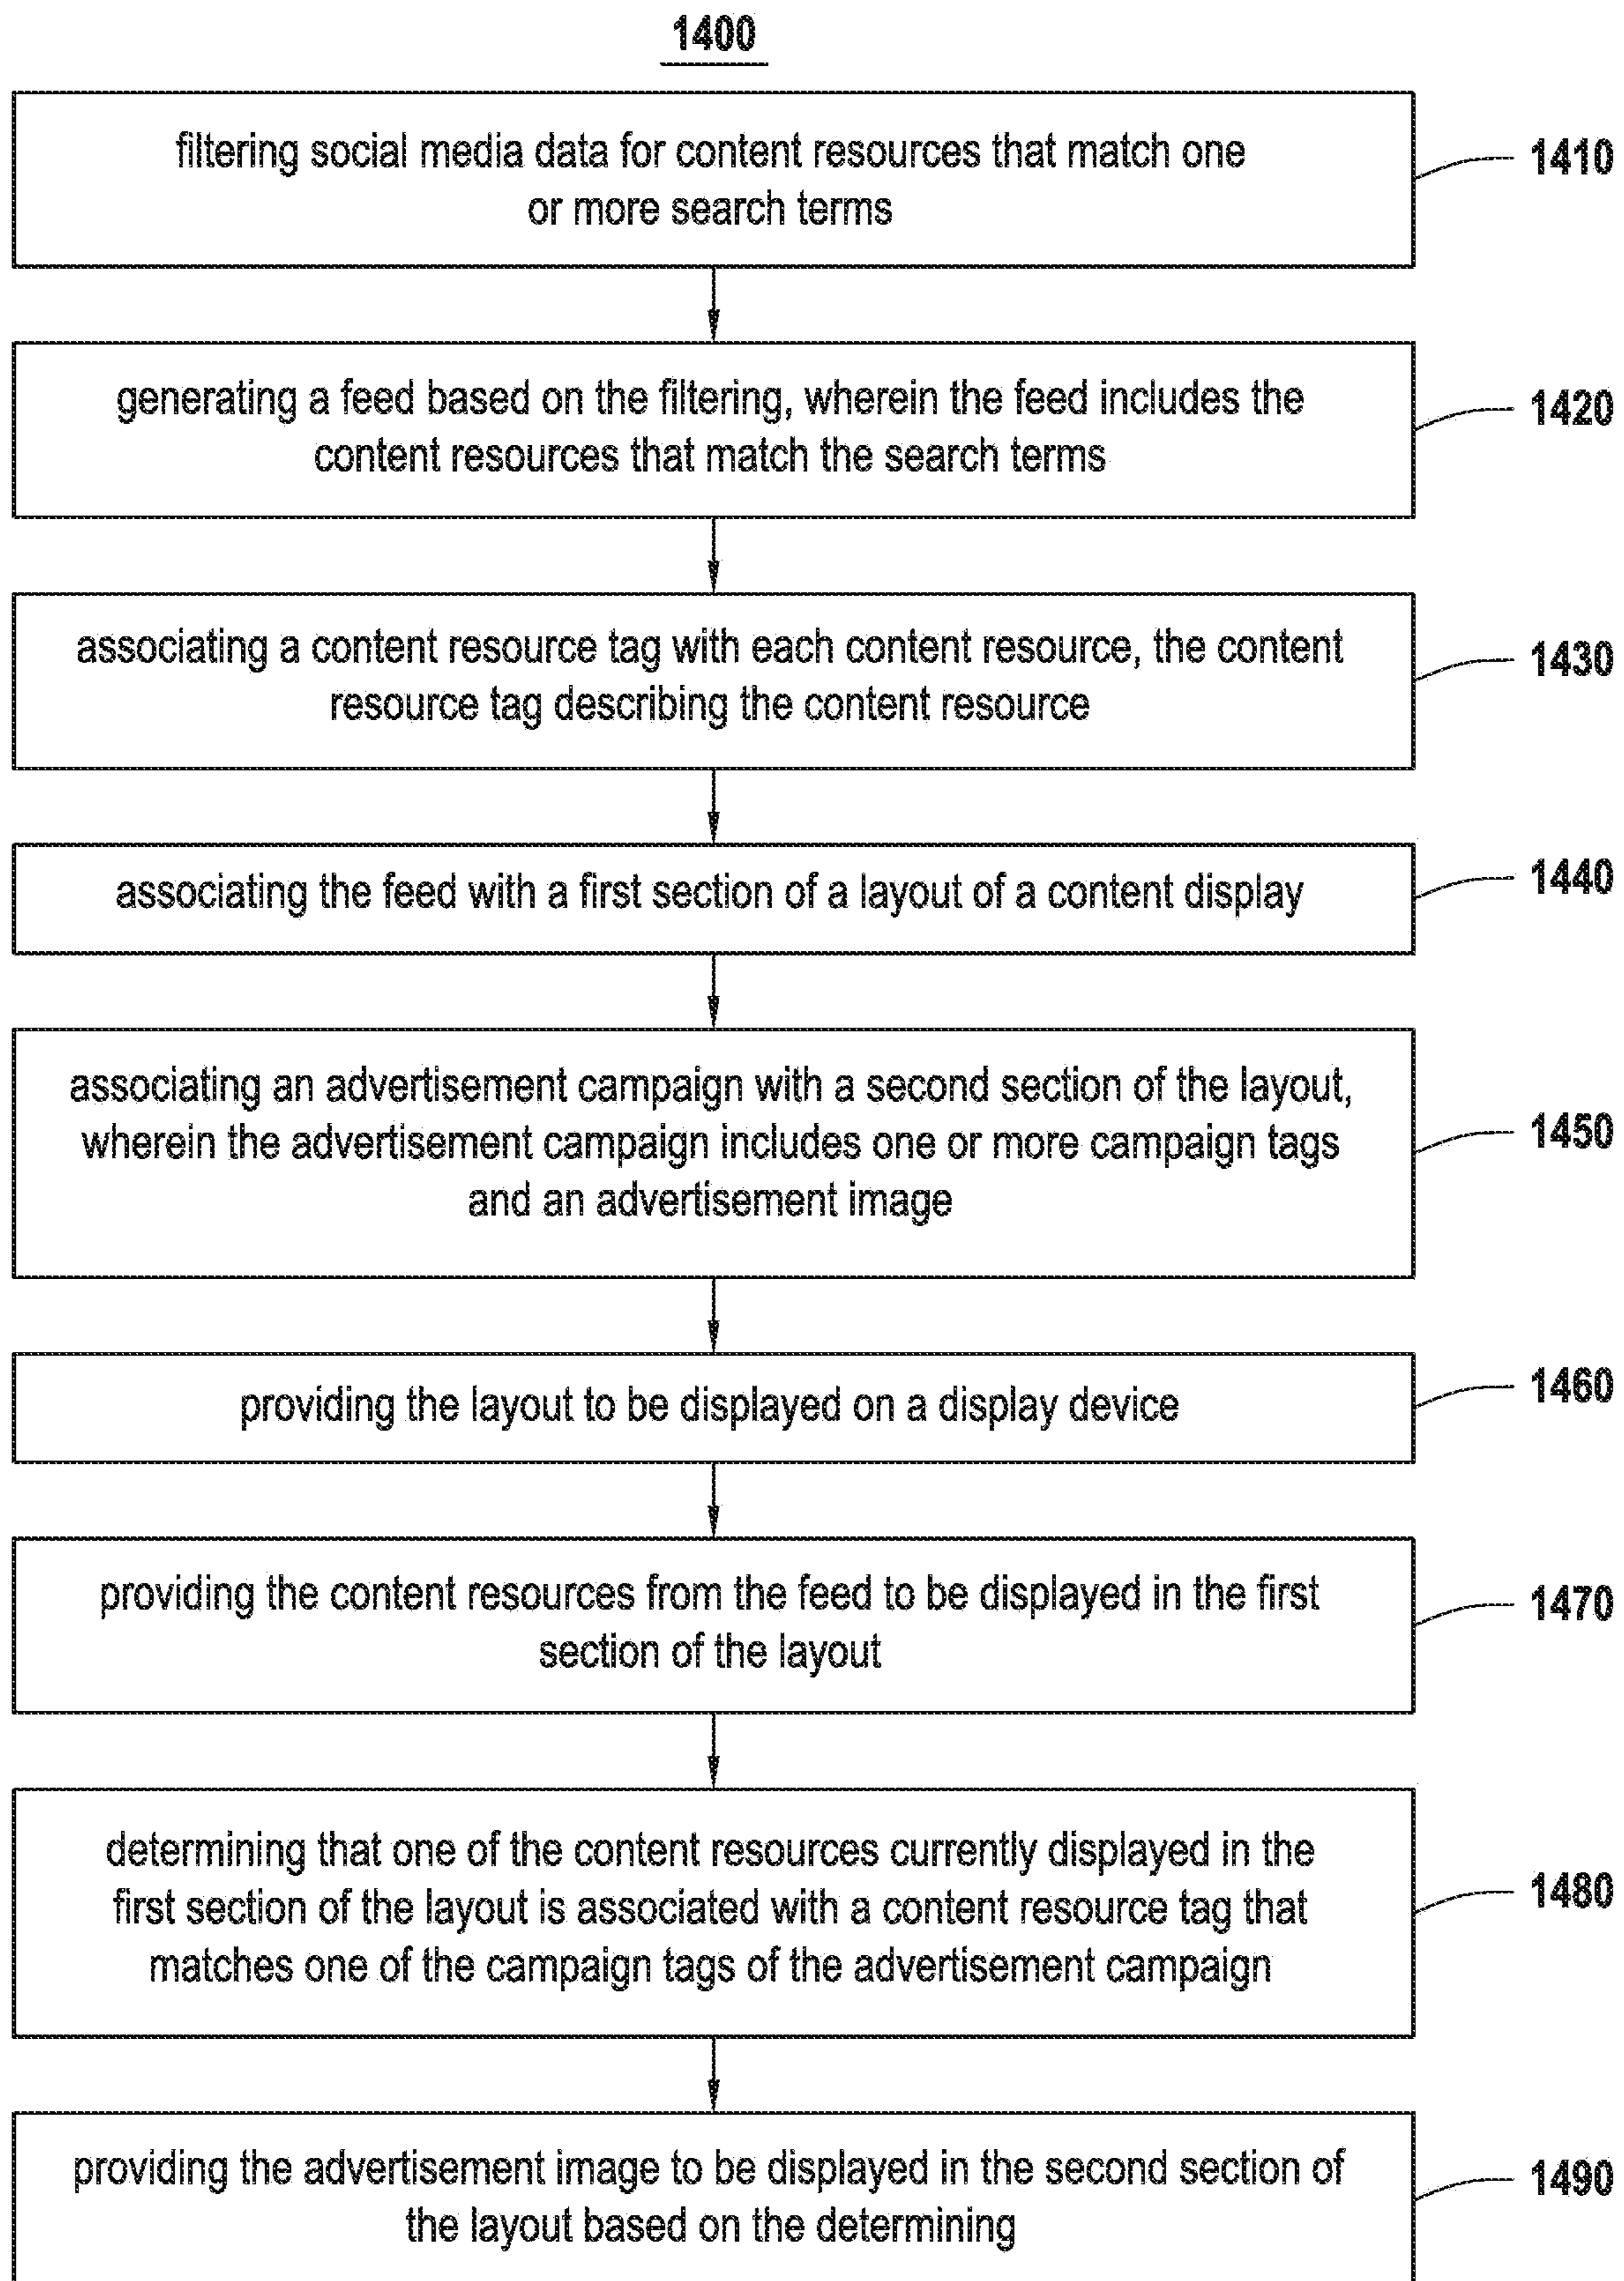 1400
filtering social media data for content resources that match one
or more search terms
1410
generating a feed based on the filtering, wherein the feed includes the
content resources that match the search terms
1420
associating a content resource tag with each content resource, the content
resource tag describing the content resource
1430
associating the feed with a first section of a layout of a content display
1440
associating an advertisement campaign with a second section of the layout,
wherein the advertisement campaign includes one or more campaign tags
and an advertisement image
1450
providing the layout to be displayed on a display device
1460
providing the content resources from the feed to be displayed in the first
section of the layout
1470
determining that one of the content resources currently displayed in the
first section of the layout is associated with a content resource tag that
matches one of the campaign tags of the advertisement campaign
1480
providing the advertisement image to be displayed in the second section of
the layout based on the determining
1490